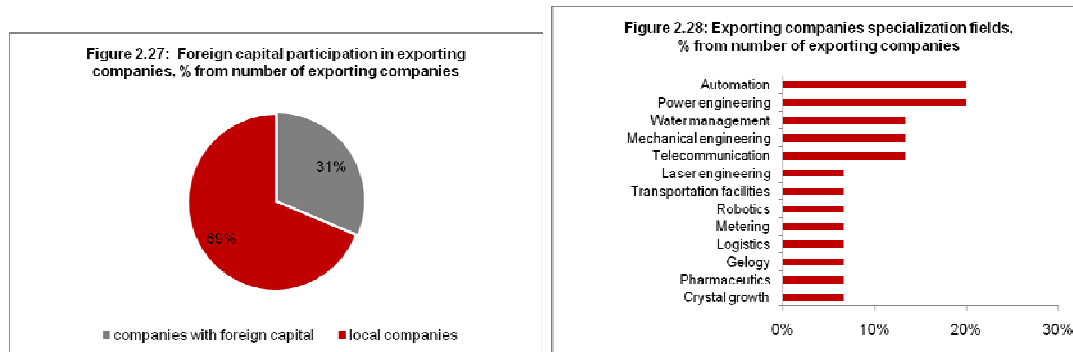 Figure 2.27: Foreign capital participation in exporting
companies, % from number of exporting companies
31%
69%
companies with foreign capital
local companies
Figure 2.28: Exporting companies specialization fields,
% from number of exporting companies
Automation
Power engineering
Water management
Mechanical engineering
Telecommunication
Laser engineering
Transportation facilities
Robotics
Metering
Logistics
Gelogy
Pharmaceutics
Crystal growth
0%
10%
20%
30%